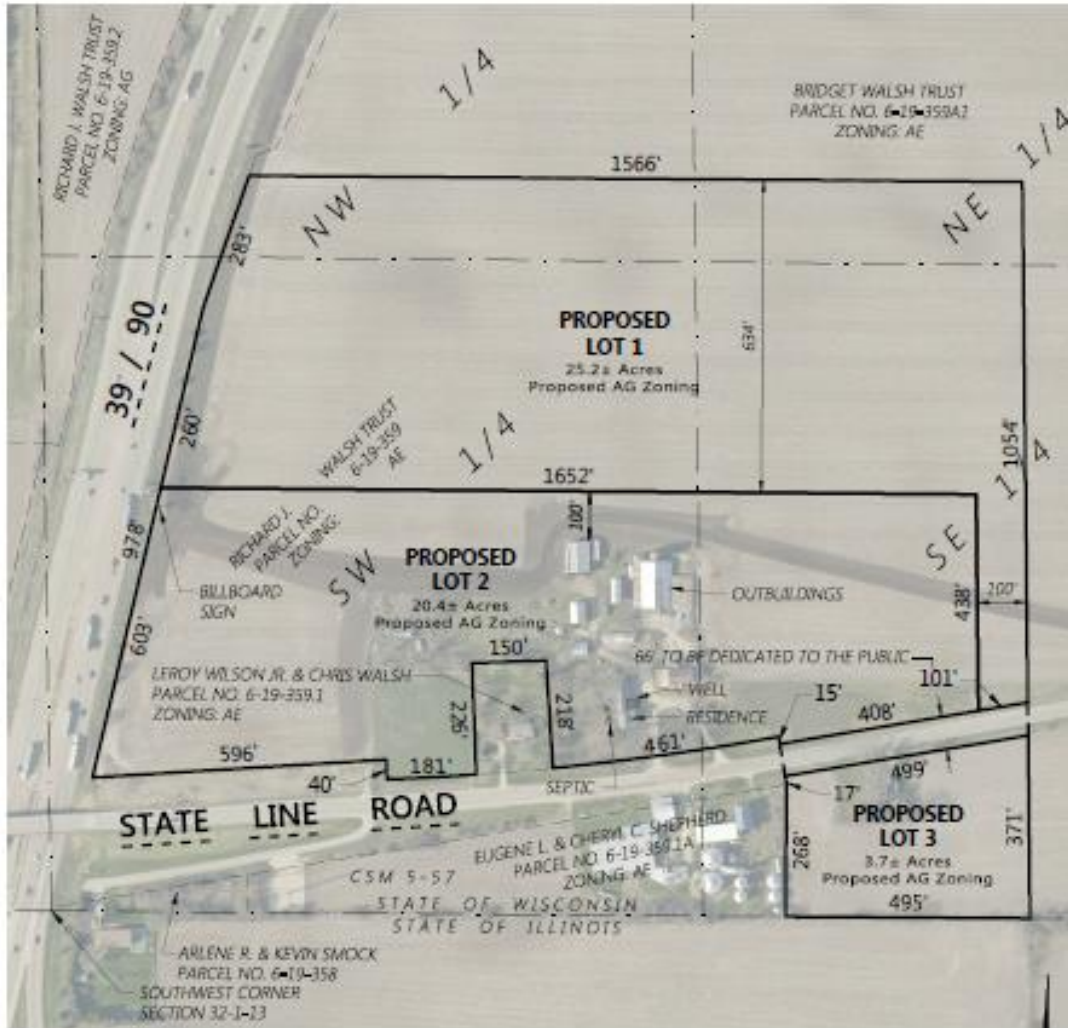 RICHARD J. WALSH TRUST
PARCEL NO. 6-19-359.2
ZONING: AG
1/4
BRIDGET WALSH TRUST
PARCEL NO. 6-19-359A2
ZONING: AE
1/4
1566'
NW
NE
283'
39 / 90
PROPOSED
LOT 1
25.2± Acres
Proposed AG Zoning
634'
260'
WALSH TRUST
6-19-359
AE
1/4
1054'
1652'
1 4
978'
100'
RICHARD J.
PARCEL NO.
ZONING:
SW
PROPOSED
LOT 2
20.4± Acres
Proposed AG Zoning
SE
BILLBOARD
SIGN
OUTBUILDINGS
438'
100'
603'
150'
66' TO BE DEDICATED TO THE PUBLIC
LEROY WILSON JR. & CHRIS WALSH
PARCEL NO. 6-19-359.1
ZONING: AE
WELL
RESIDENCE
15'
101'
226'
218'
408'
596'
461'
40'
181'
SEPTIC
499'
17'
STATE LINE ROAD
PROPOSED
LOT 3
3.7± Acres
Proposed AG Zoning
268'
371'
495'
EUGENE L. & CHERYL C. SHEPHERD
PARCEL NO. 6-19-359.1A
ZONING: AE
CSM 5-57
STATE OF WISCONSIN
STATE OF ILLINOIS
ARLENE R. & KEVIN SMOCK
PARCEL NO. 6-19-358
SOUTHWEST CORNER
SECTION 32-1-13